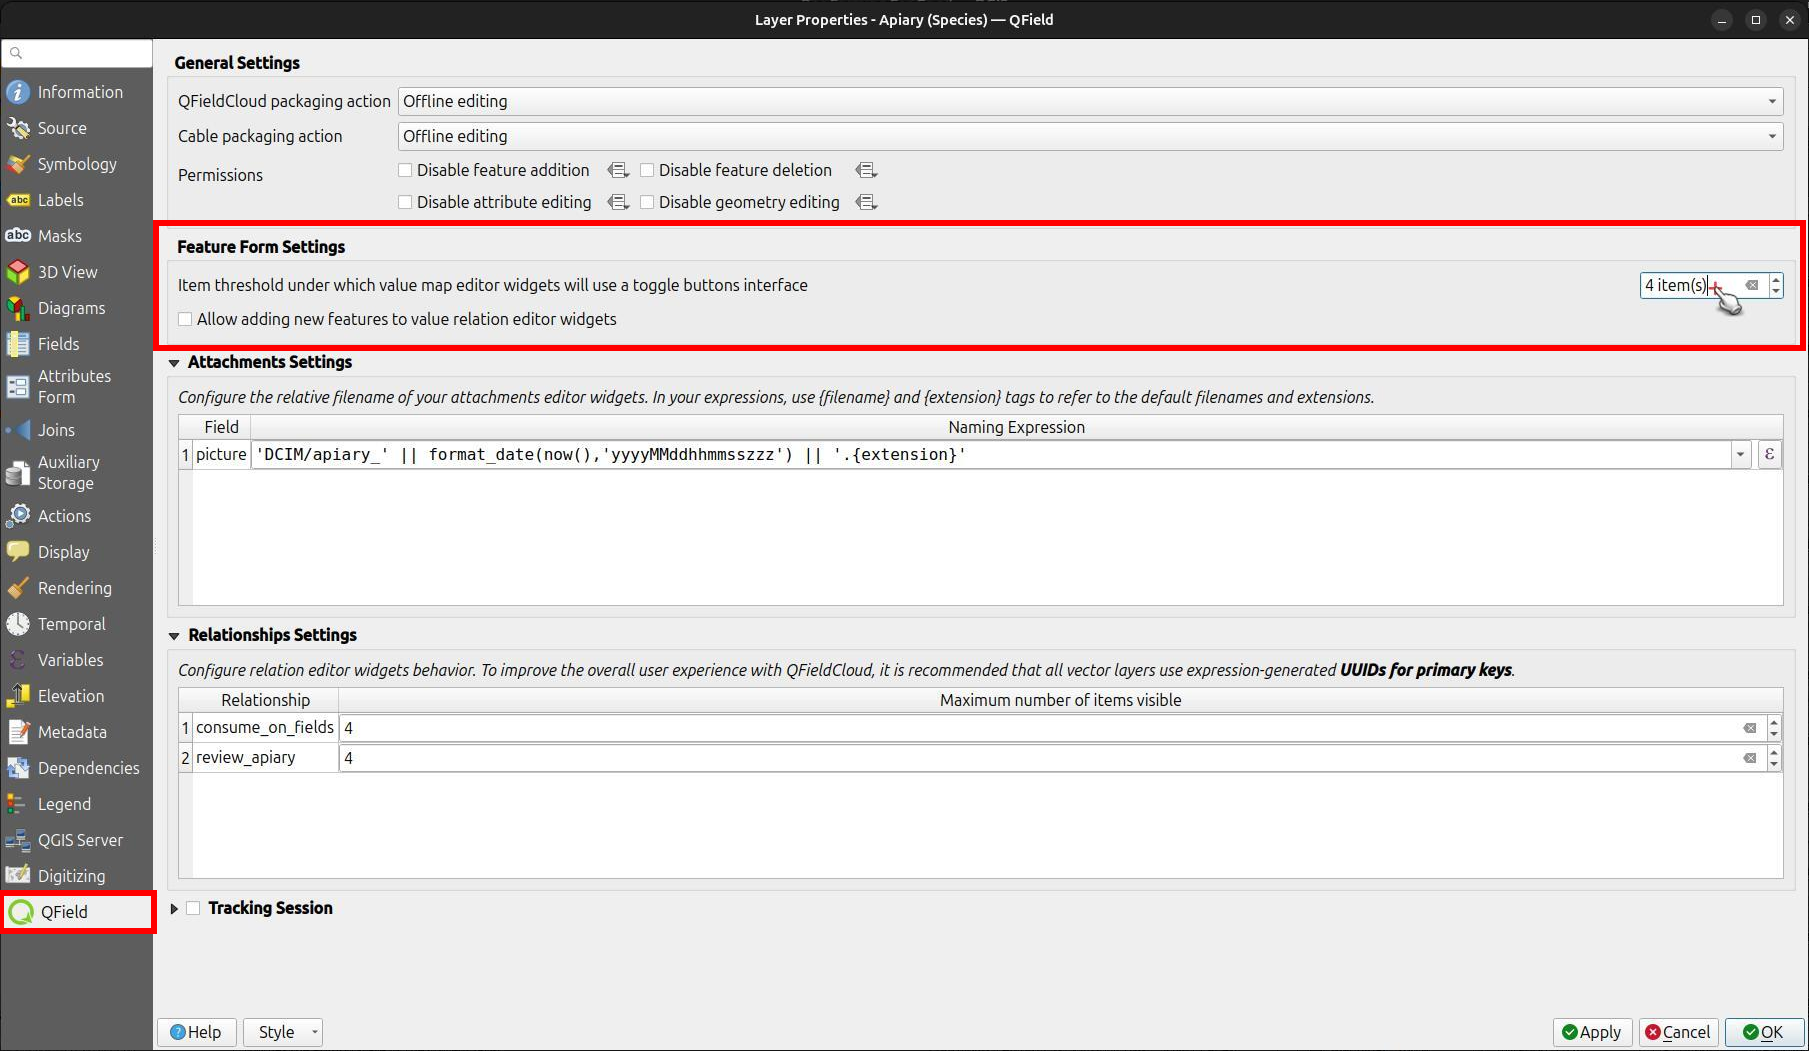 Layer Properties - Apiary (Species) — QField
Information
Source
Symbology
abc Labels
abc Masks
3D View
Diagrams
Fields
Attributes
Form
Joins
Auxiliary
Storage
Actions
Display
Rendering
Temporal
ε Variables
Elevation
Metadata
Dependencies
Legend
QGIS Server
Digitizing
QField
General Settings
QFieldCloud packaging action Offline editing
Cable packaging action Offline editing
Permissions Disable feature addition Disable feature deletion
Disable attribute editing Disable geometry editing
Feature Form Settings
Item threshold under which value map editor widgets will use a toggle buttons interface 4 item(s)
Allow adding new features to value relation editor widgets
Attachments Settings
Configure the relative filename of your attachments editor widgets. In your expressions, use {filename} and {extension} tags to refer to the default filenames and extensions.
Field Naming Expression
1 picture 'DCIM/apiary_' || format_date(now(),'yyyyMMddhhmmsszzz') || '.{extension}' ε
Relationships Settings
Configure relation editor widgets behavior. To improve the overall user experience with QFieldCloud, it is recommended that all vector layers use expression-generated UUIDs for primary keys.
Relationship Maximum number of items visible
1 consume_on_fields 4
2 review_apiary 4
Tracking Session
Help Style Apply Cancel OK